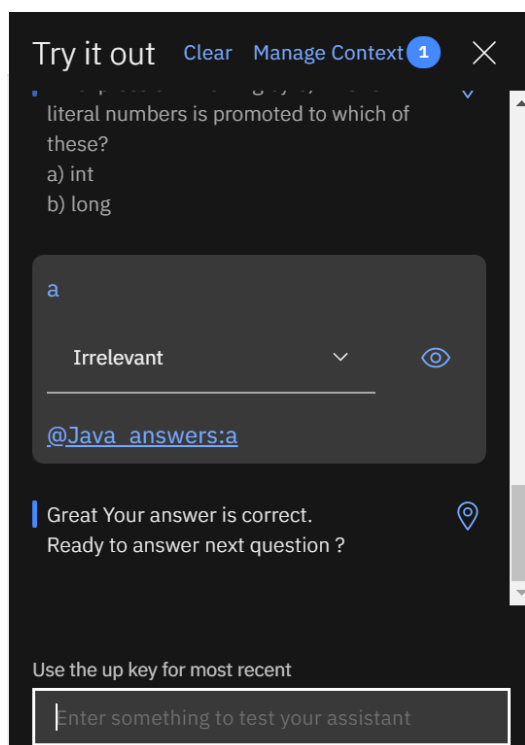 Try it out Clear Manage Context 1
literal numbers is promoted to which of
these?
a) int
b) long
a
Irrelevant
@Java_answers:a
Great Your answer is correct.
Ready to answer next question ?
Use the up key for most recent
Enter something to test your assistant